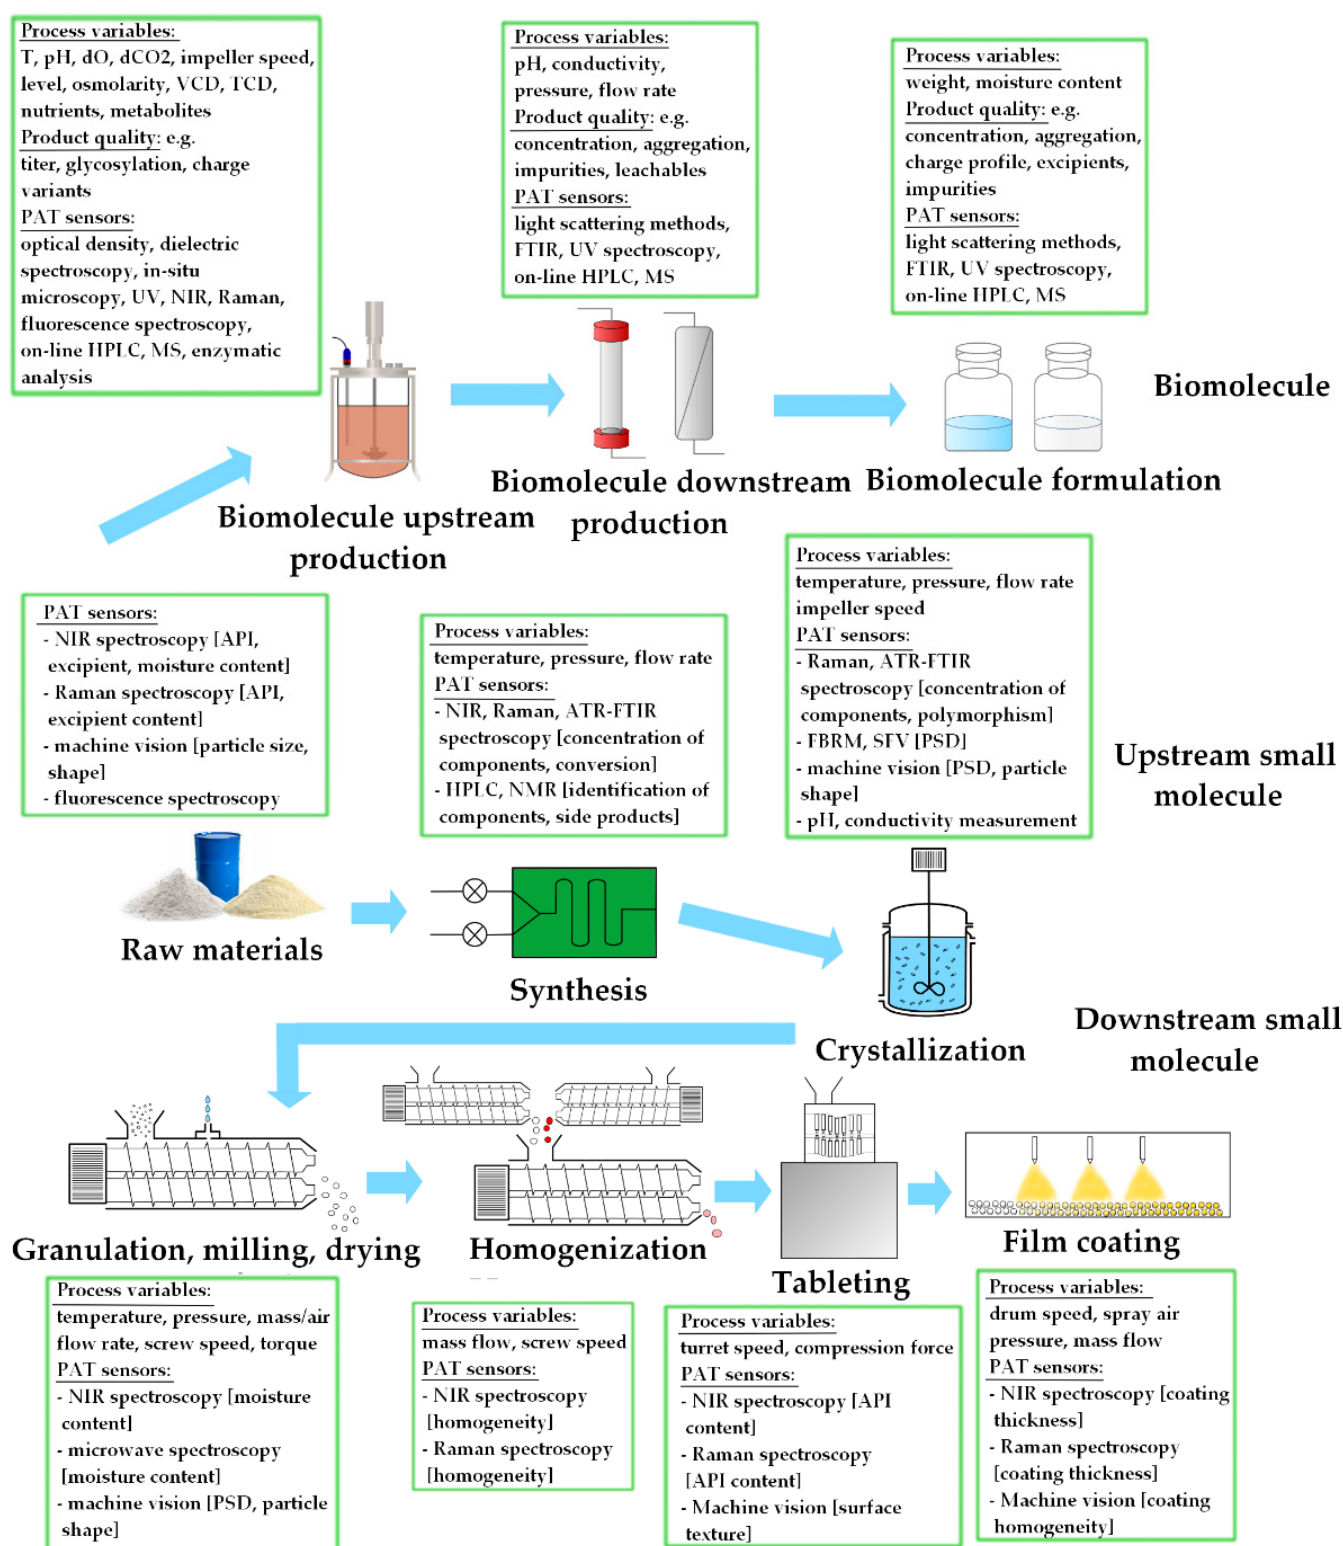 Process variables:
T, pH, dO, dCO2, impeller speed,
level, osmolarity, VCD, TCD,
nutrients, metabolites
Product quality: e.g.
titer, glycosylation, charge
variants
PAT sensors:
optical density, dielectric
spectroscopy, in-situ
microscopy, UV, NIR, Raman,
fluorescence spectroscopy,
on-line HPLC, MS, enzymatic
analysis
Process variables:
pH, conductivity,
pressure, flow rate
Product quality: e.g.
concentration, aggregation,
impurities, leachables
PAT sensors:
light scattering methods,
FTIR, UV spectroscopy,
on-line HPLC, MS
Process variables:
weight, moisture content
Product quality: e.g.
concentration, aggregation,
charge profile, excipients,
impurities
PAT sensors:
light scattering methods,
FTIR, UV spectroscopy,
on-line HPLC, MS
Biomolecule
Biomolecule upstream
production
Biomolecule downstream
production
Biomolecule formulation
PAT sensors:
- NIR spectroscopy [API,
excipient, moisture content]
- Raman spectroscopy [API,
excipient content]
- machine vision [particle size,
shape]
- fluorescence spectroscopy
Process variables:
temperature, pressure, flow rate
PAT sensors:
- NIR, Raman, ATR-FTIR
spectroscopy [concentration of
components, conversion]
- HPLC, NMR [identification of
components, side products]
Process variables:
temperature, pressure, flow rate
impeller speed
PAT sensors:
- Raman, ATR-FTIR
spectroscopy [concentration of
components, polymorphism]
- FBRM, SFV [PSD]
- machine vision [PSD, particle
shape]
- pH, conductivity measurement
Upstream small
molecule
Raw materials
Synthesis
Crystallization
Downstream small
molecule
Granulation, milling, drying
Homogenization
Tableting
Film coating
Process variables:
temperature, pressure, mass/air
flow rate, screw speed, torque
PAT sensors:
- NIR spectroscopy [moisture
content]
- microwave spectroscopy
[moisture content]
- machine vision [PSD, particle
shape]
Process variables:
mass flow, screw speed
PAT sensors:
- NIR spectroscopy
[homogeneity]
- Raman spectroscopy
[homogeneity]
Process variables:
turret speed, compression force
PAT sensors:
- NIR spectroscopy [API
content]
- Raman spectroscopy
[API content]
- Machine vision [surface
texture]
Process variables:
drum speed, spray air
pressure, mass flow
PAT sensors:
- NIR spectroscopy [coating
thickness]
- Raman spectroscopy
[coating thickness]
- Machine vision [coating
homogeneity]